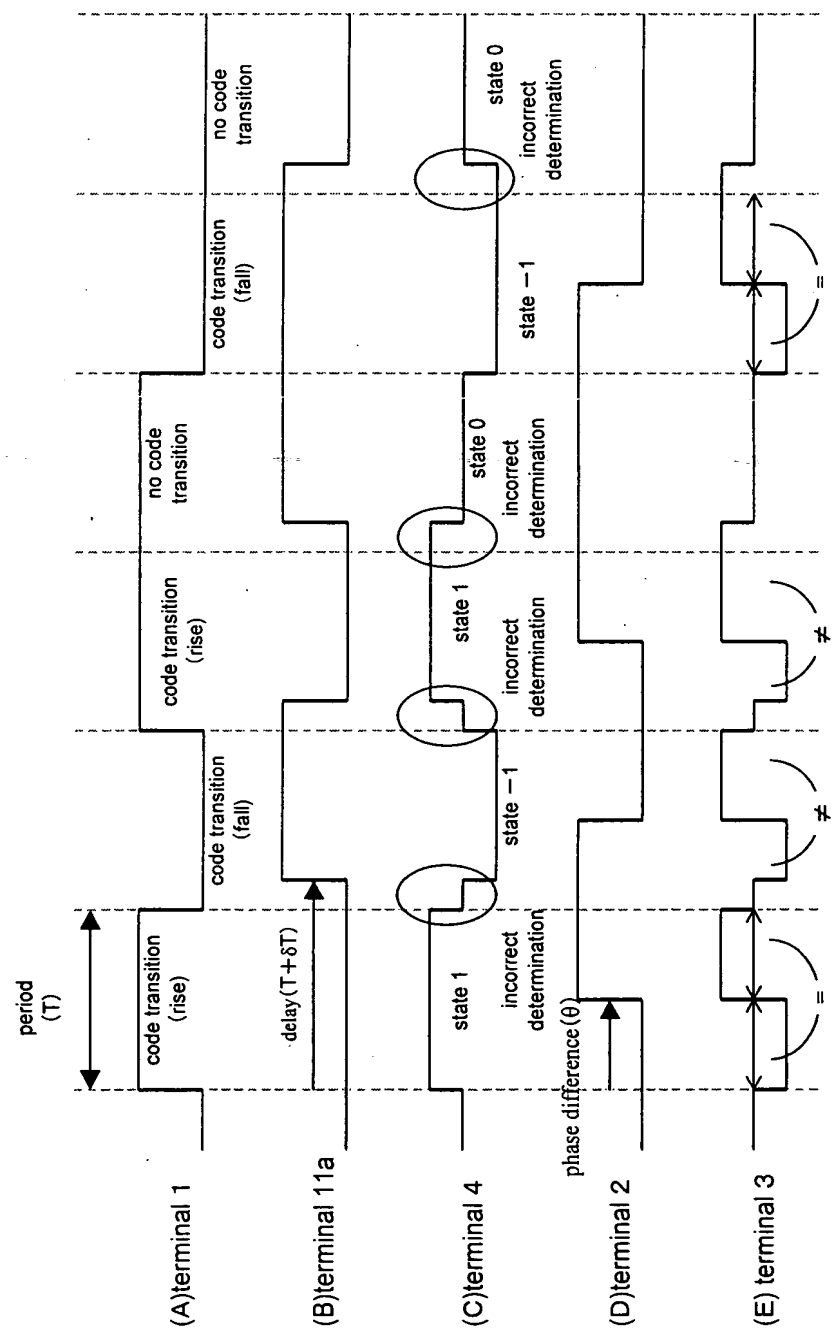 period
(T)
(A)terminal 1
code transition
(rise)
code transition
(fall)
code transition
(rise)
no code
transition
code transition
(fall)
no code
transition
(B)terminal 11a
delay(T+δT)
(C)terminal 4
state 1
incorrect
determination
state −1
state 1
incorrect
determination
state 0
incorrect
determination
state −1
state 0
incorrect
determination
(D)terminal 2
phase difference(θ)
(E) terminal 3
=
≠
≠
=